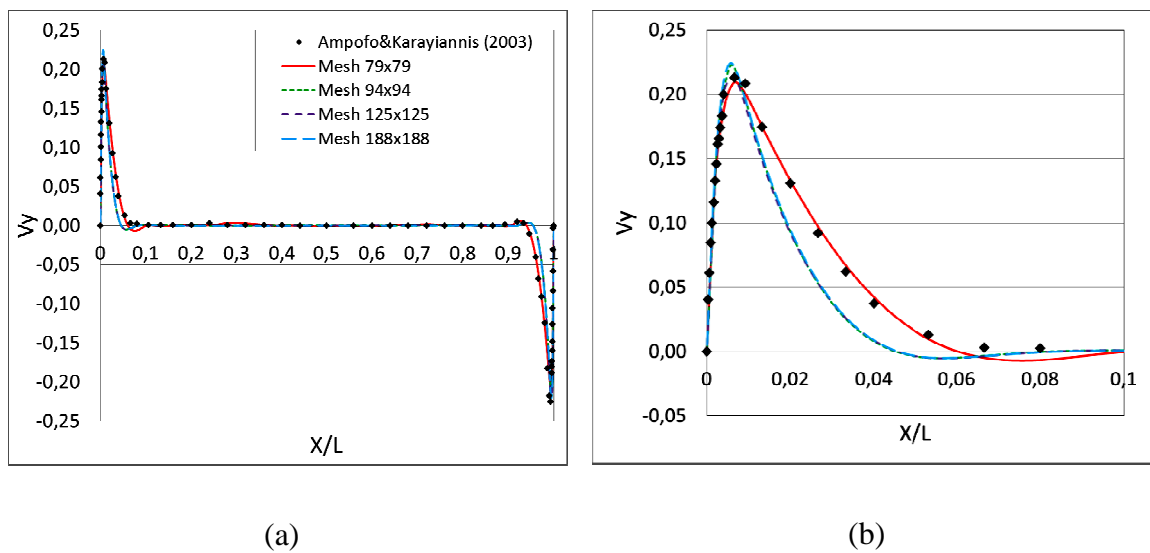 0,25
0,20
0,15
0,10
0,05
0,00
-0,05
-0,10
-0,15
-0,20
-0,25
Vy
0 0,1 0,2 0,3 0,4 0,5 0,6 0,7 0,8 0,9 1
X/L
Ampofo&Karayiannis (2003)
Mesh 79x79
Mesh 94x94
Mesh 125x125
Mesh 188x188
(a)
0,25
0,20
0,15
0,10
0,05
0,00
-0,05
Vy
0 0,02 0,04 0,06 0,08 0,1
X/L
(b)